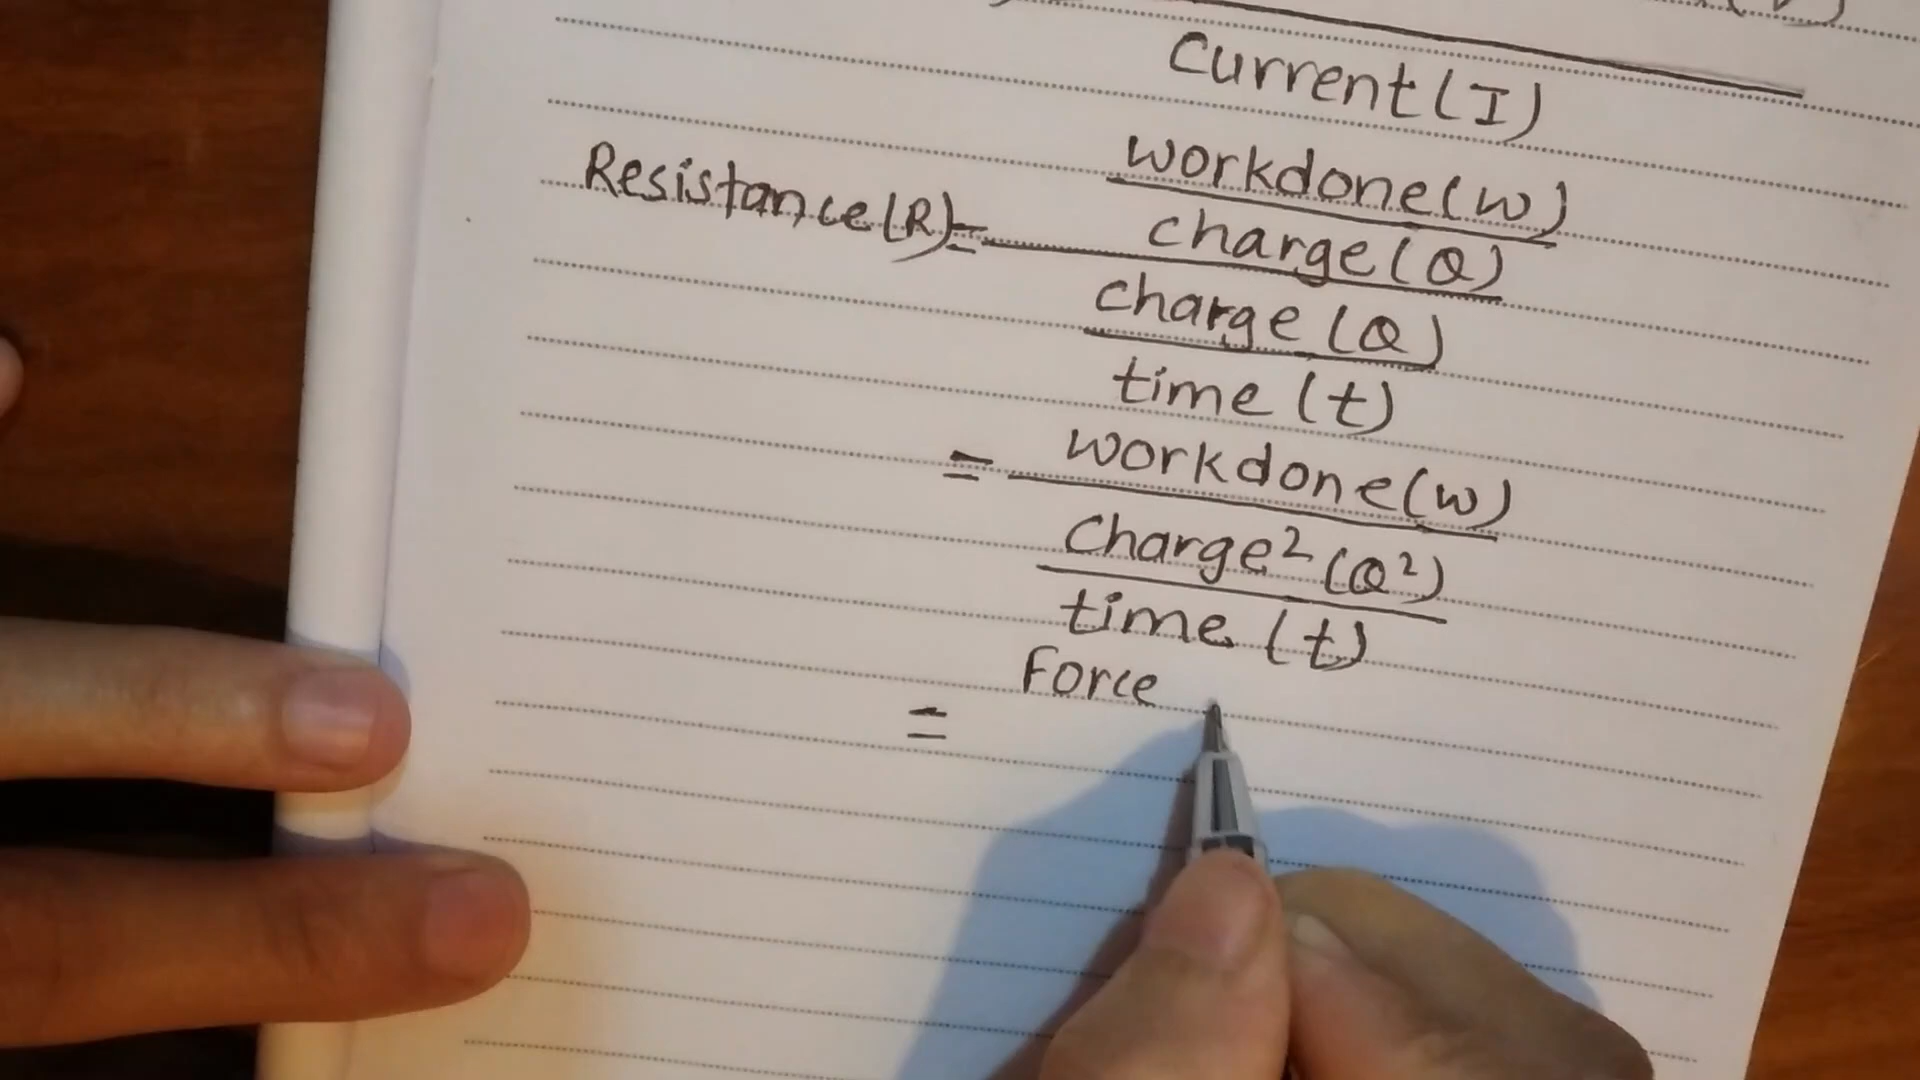 Current(I)
workdone(w)
Resistance(R)=
charge(Q)
charge(Q)
time(t)
= workdone(w)
Charge²(Q²)
time(t)
Force
=